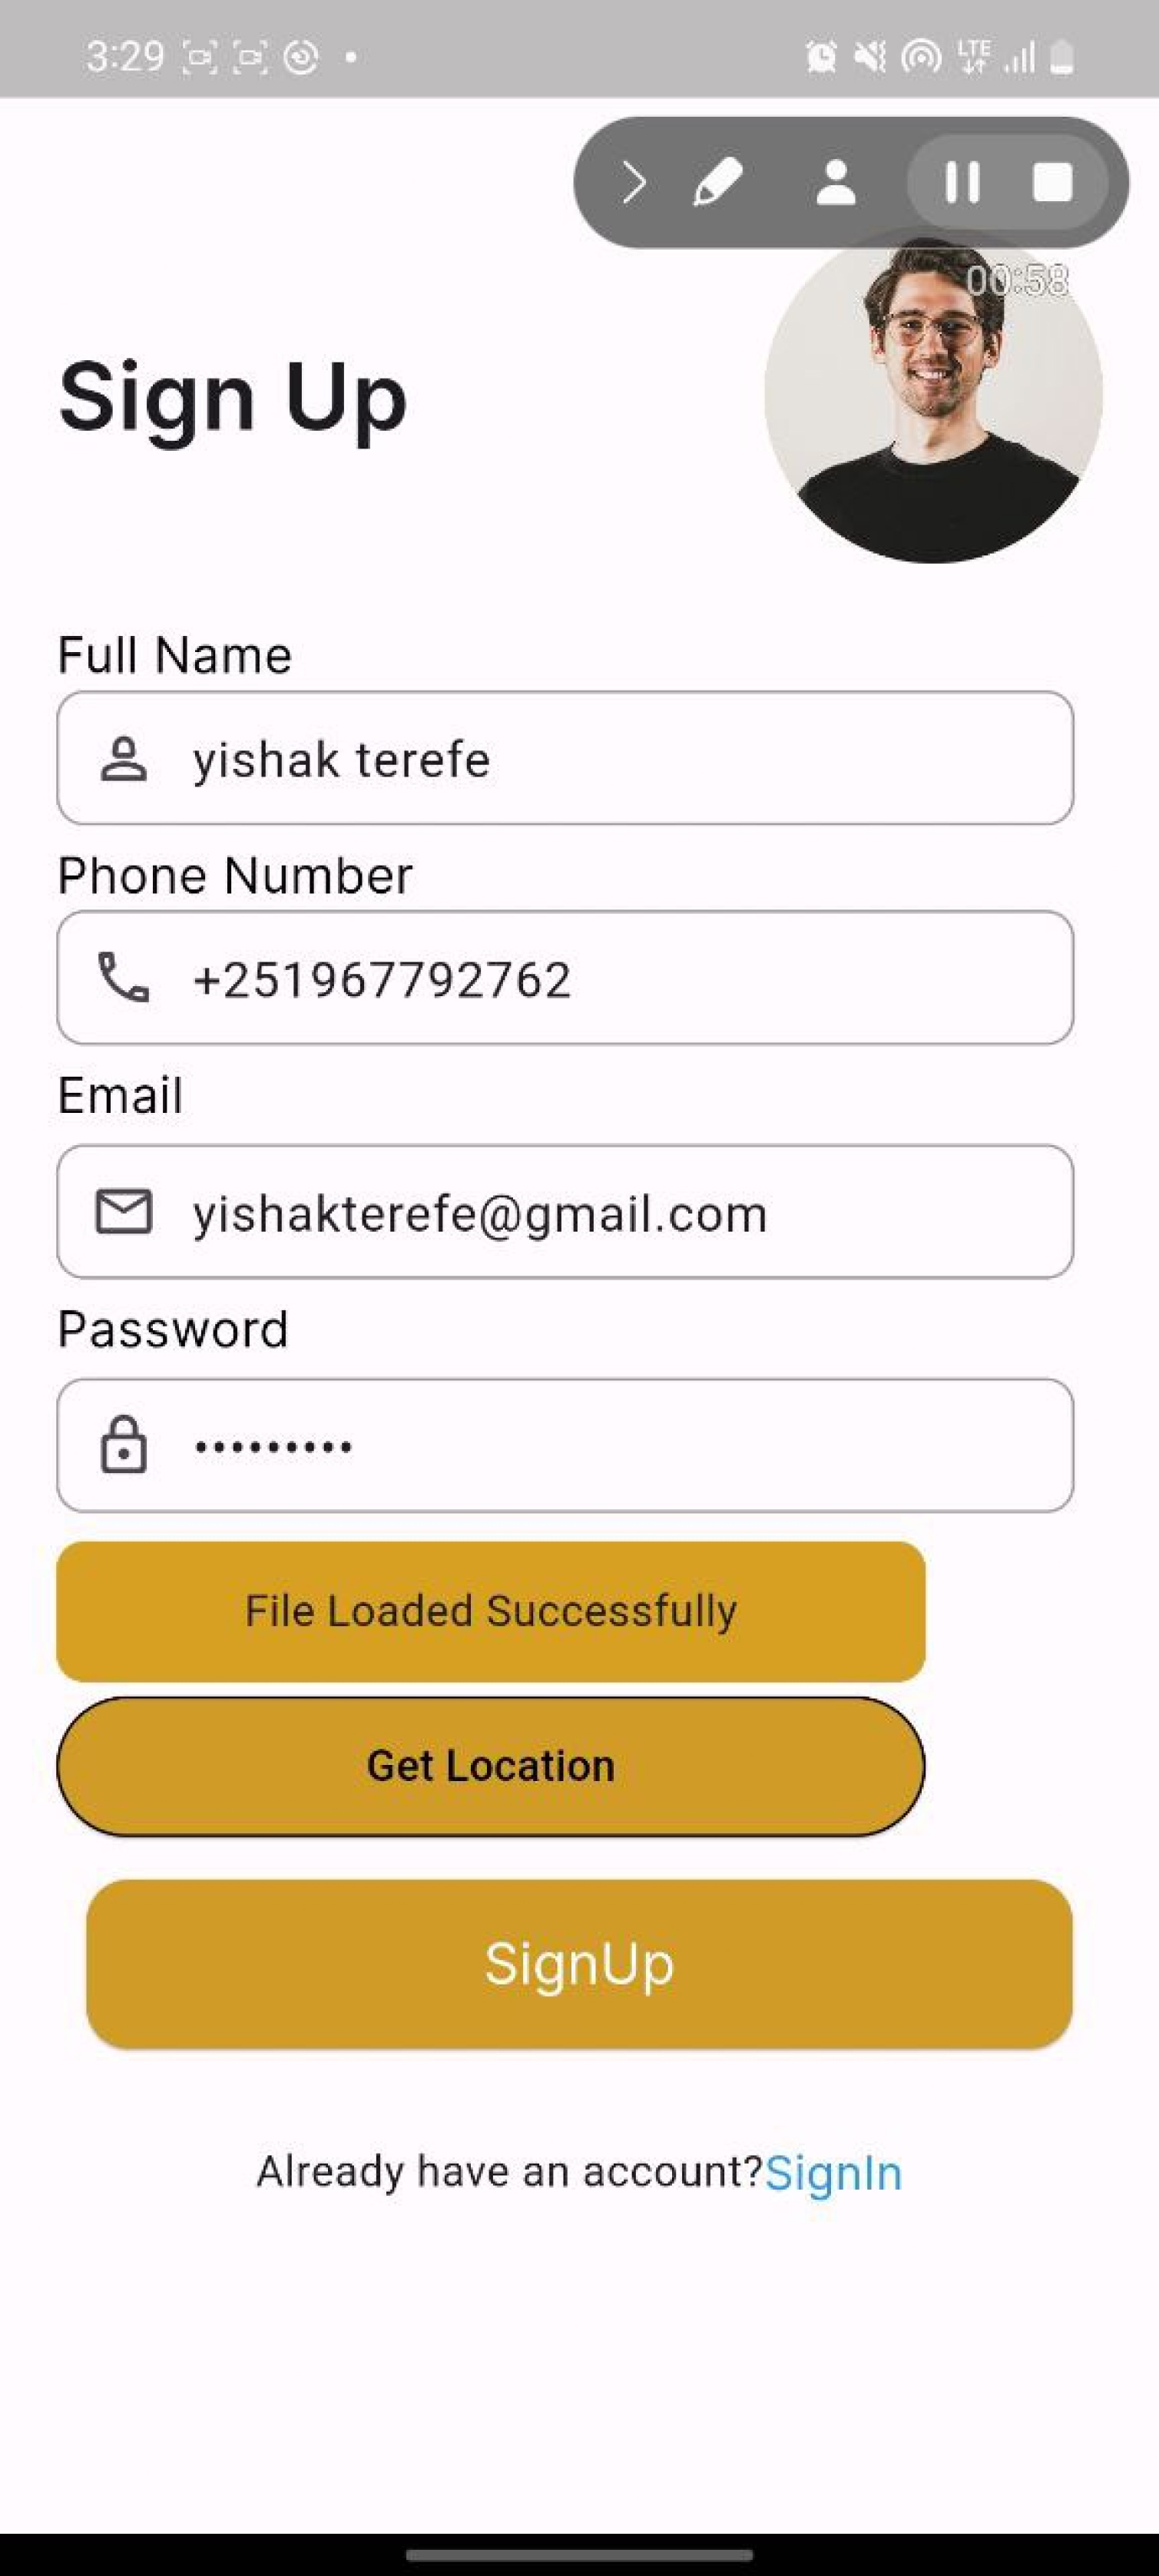 3:29
LTE
00:58
Sign Up
Full Name
yishak terefe
Phone Number
+251967792762
Email
yishakterefe@gmail.com
Password
•••••••••
File Loaded Successfully
Get Location
SignUp
Already have an account?SignIn